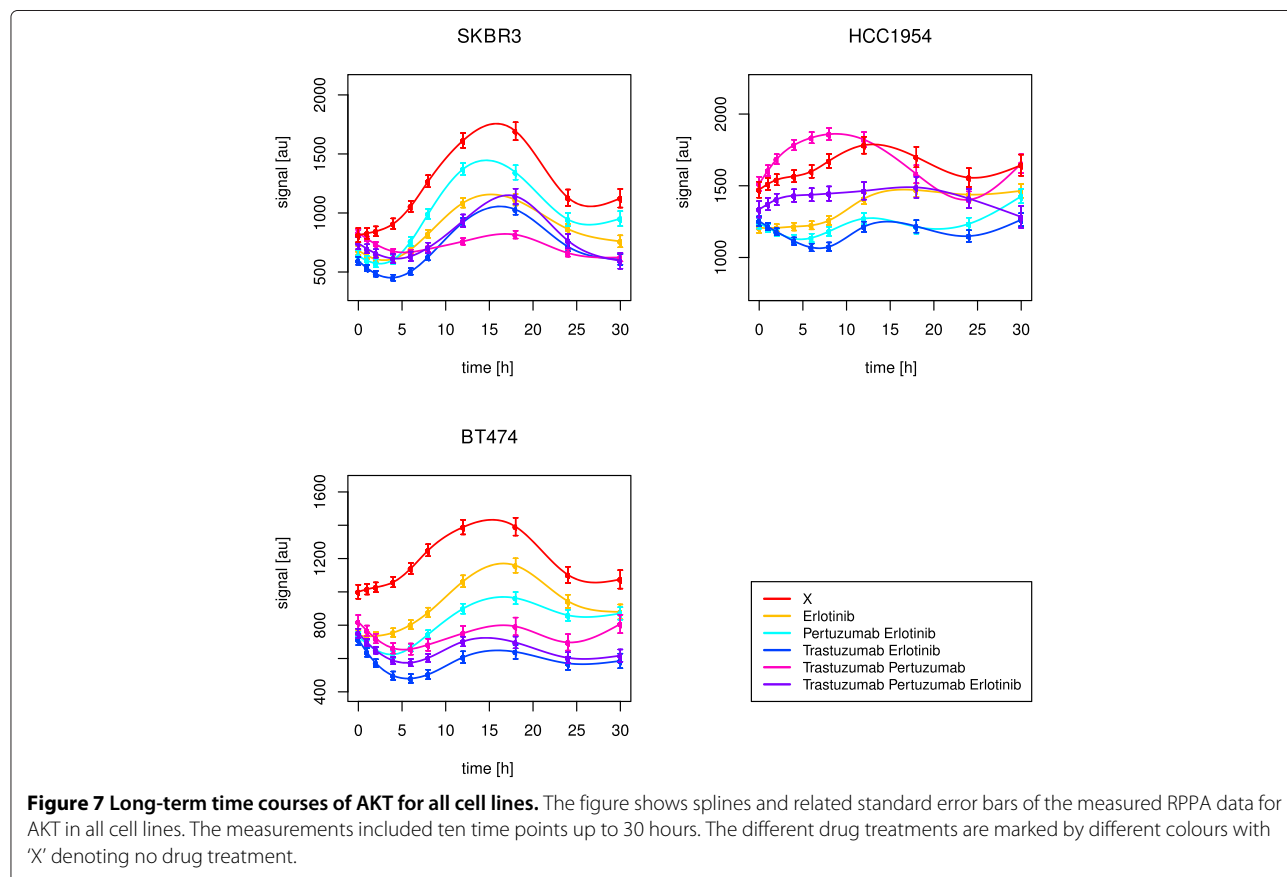 SKBR3
HCC1954
signal [au]
2000
1500
1000
500
0 5 10 15 20 25 30
time [h]
signal [au]
2000
1500
1000
0 5 10 15 20 25 30
time [h]
BT474
signal [au]
1600
1200
800
400
0 5 10 15 20 25 30
time [h]
X
Erlotinib
Pertuzumab Erlotinib
Trastuzumab Erlotinib
Trastuzumab Pertuzumab
Trastuzumab Pertuzumab Erlotinib
Figure 7 Long-term time courses of AKT for all cell lines. The figure shows splines and related standard error bars of the measured RPPA data for
AKT in all cell lines. The measurements included ten time points up to 30 hours. The different drug treatments are marked by different colours with
‘X’ denoting no drug treatment.